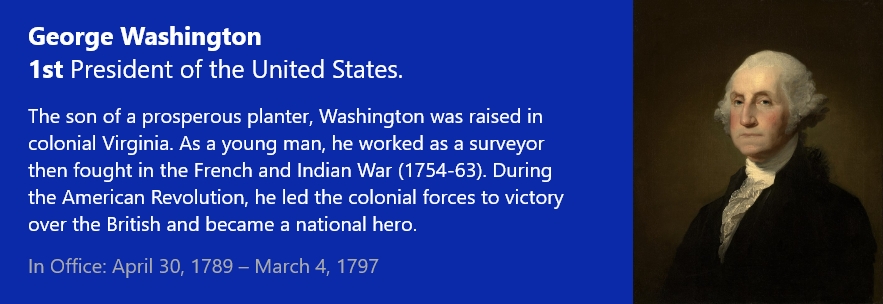 George Washington
1st President of the United States.
The son of a prosperous planter, Washington was raised in
colonial Virginia. As a young man, he worked as a surveyor
then fought in the French and Indian War (1754-63). During
the American Revolution, he led the colonial forces to victory
over the British and became a national hero.
In Office: April 30, 1789 – March 4, 1797